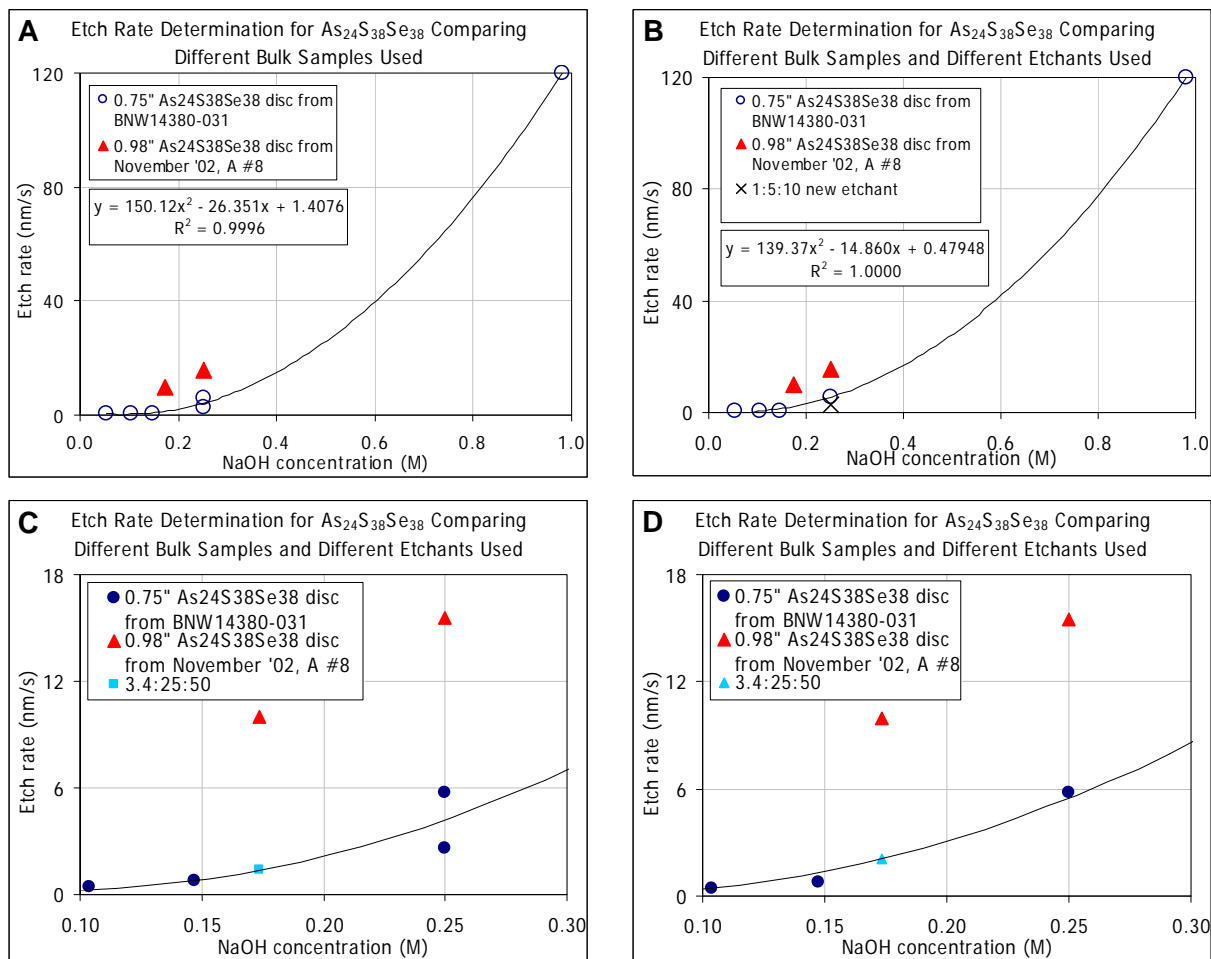 A
Etch Rate Determination for As₂₄S₃₈Se₃₈ Comparing
Different Bulk Samples Used
120
80
40
0
Etch rate (nm/s)
0.75" As24S38Se38 disc from
BNW14380-031
0.98" As24S38Se38 disc from
November '02, A #8
y = 150.12x² - 26.351x + 1.4076
R² = 0.9996
0.0 0.2 0.4 0.6 0.8 1.0
NaOH concentration (M)
B
Etch Rate Determination for As₂₄S₃₈Se₃₈ Comparing
Different Bulk Samples and Different Etchants Used
120
80
40
0
Etch rate (nm/s)
0.75" As24S38Se38 disc from
BNW14380-031
0.98" As24S38Se38 disc from
November '02, A #8
1:5:10 new etchant
y = 139.37x² - 14.860x + 0.47948
R² = 1.0000
0.0 0.2 0.4 0.6 0.8 1.0
NaOH concentration (M)
C
Etch Rate Determination for As₂₄S₃₈Se₃₈ Comparing
Different Bulk Samples and Different Etchants Used
18
12
6
0
Etch rate (nm/s)
0.75" As24S38Se38 disc
from BNW14380-031
0.98" As24S38Se38 disc
from November '02, A #8
3.4:25:50
0.10 0.15 0.20 0.25 0.30
NaOH concentration (M)
D
Etch Rate Determination for As₂₄S₃₈Se₃₈ Comparing
Different Bulk Samples and Different Etchants Used
18
12
6
0
Etch rate (nm/s)
0.75" As24S38Se38 disc
from BNW14380-031
0.98" As24S38Se38 disc
from November '02, A #8
3.4:25:50
0.10 0.15 0.20 0.25 0.30
NaOH concentration (M)